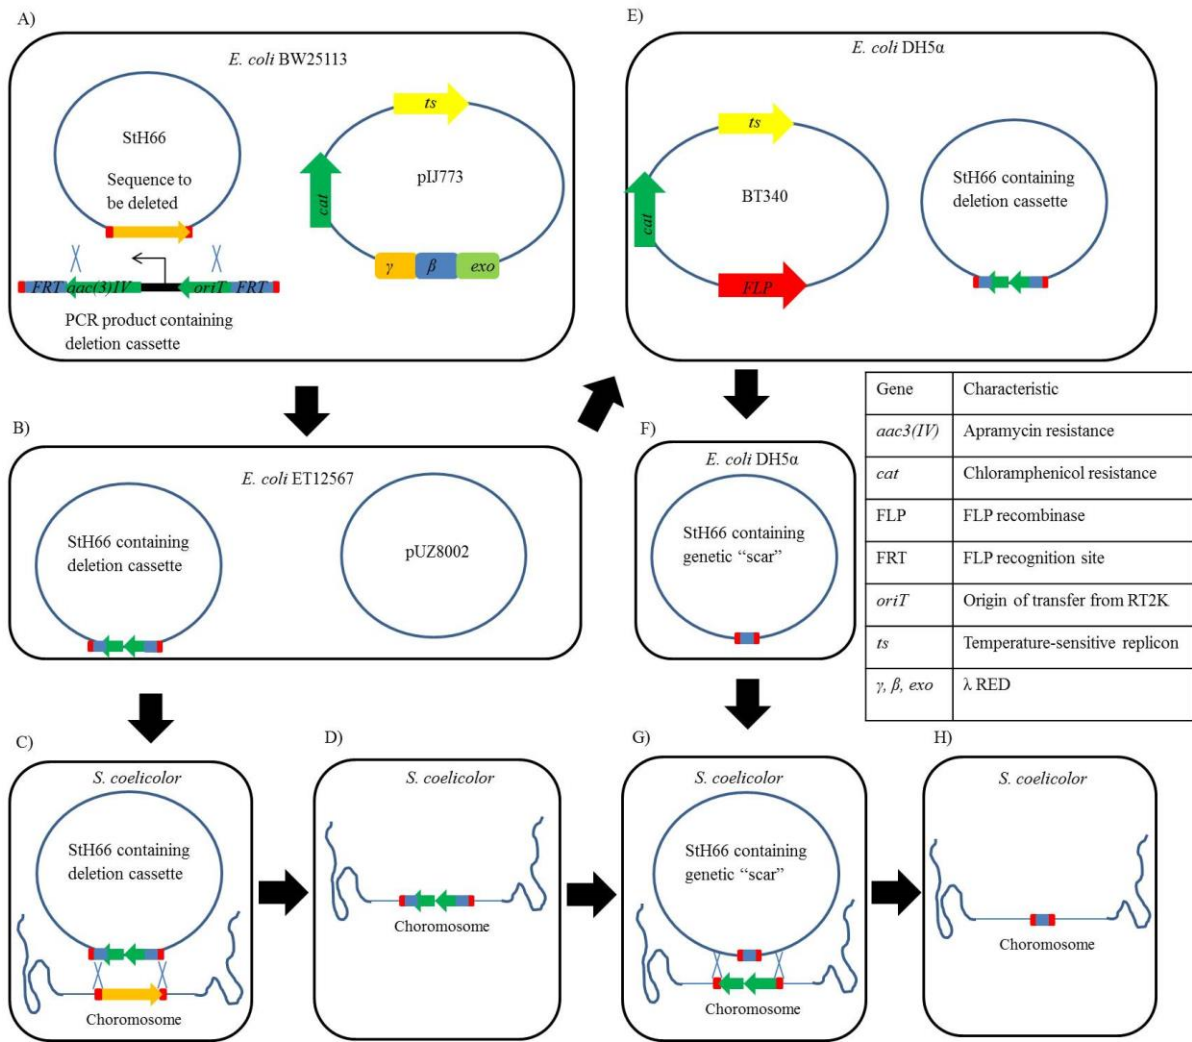 A)
E. coli BW25113
StH66
Sequence to
be deleted
FRT aac(3)IV oriT FRT
PCR product containing
deletion cassette
ts
cat
pIJ773
γ β exo
E)
E. coli DH5α
ts
cat
BT340
FLP
StH66 containing
deletion cassette
B)
E. coli ET12567
StH66 containing
deletion cassette
pUZ8002
F)
E. coli DH5α
StH66 containing
genetic “scar”
Gene Characteristic
aac3(IV) Apramycin resistance
cat Chloramphenicol resistance
FLP FLP recombinase
FRT FLP recognition site
oriT Origin of transfer from RT2K
ts Temperature-sensitive replicon
γ, β, exo λ RED
C)
S. coelicolor
StH66 containing
deletion cassette
Choromosome
D)
S. coelicolor
Choromosome
G)
S. coelicolor
StH66 containing
genetic “scar”
Choromosome
H)
S. coelicolor
Choromosome